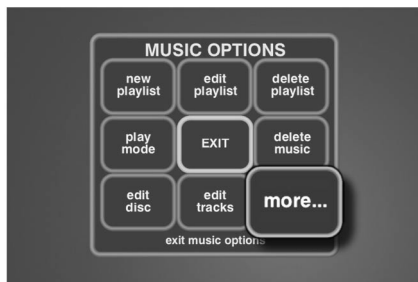 MUSIC OPTIONS
new
playlist
edit
playlist
delete
playlist
play
mode
EXIT
delete
music
edit
disc
edit
tracks
more...
exit music options